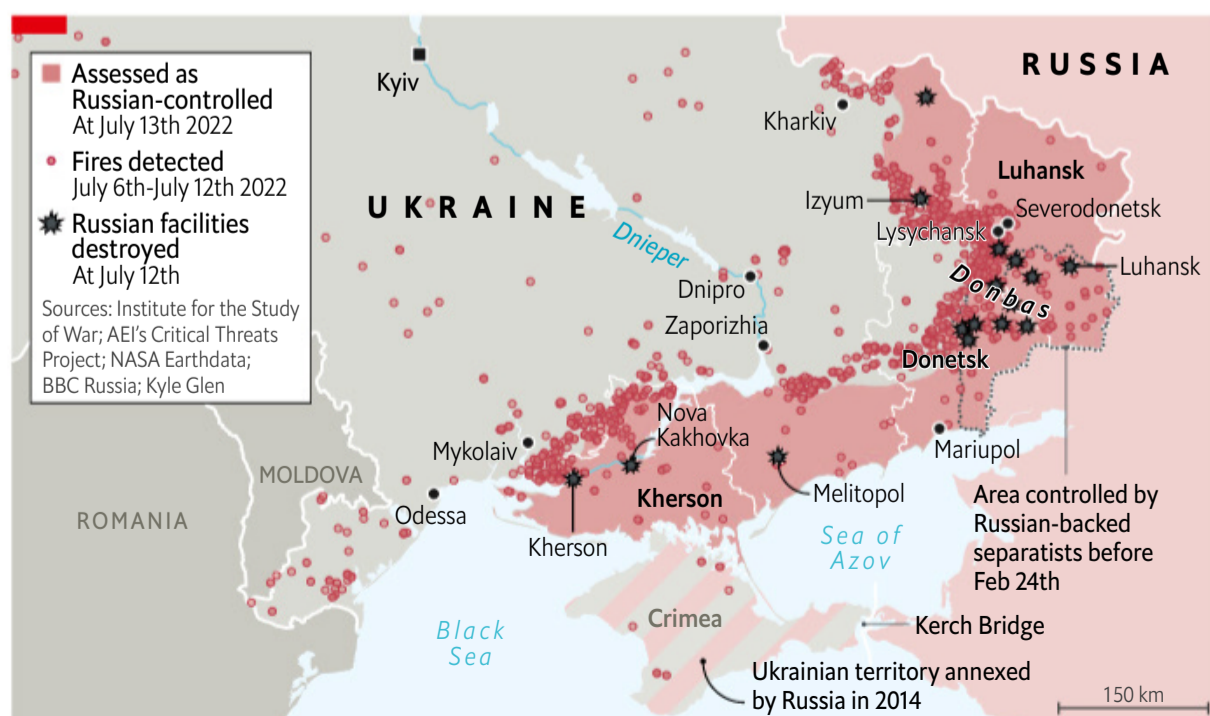 Assessed as
Russian-controlled
At July 13th 2022
Fires detected
July 6th-July 12th 2022
Russian facilities
destroyed
At July 12th
Sources: Institute for the Study
of War; AEI's Critical Threats
Project; NASA Earthdata;
BBC Russia; Kyle Glen
Kyiv
RUSSIA
Kharkiv
Luhansk
UKRAINE
Izyum
Severodonetsk
Lysychansk
Dnieper
Luhansk
Donbas
Dnipro
Zaporizhia
Donetsk
Nova
Kakhovka
Mykolaiv
Mariupol
MOLDOVA
Melitopol
Kherson
Odessa
ROMANIA
Kherson
Area controlled by
Russian-backed
separatists before
Feb 24th
Sea of
Azov
Crimea
Kerch Bridge
Black
Sea
Ukrainian territory annexed
by Russia in 2014
150 km